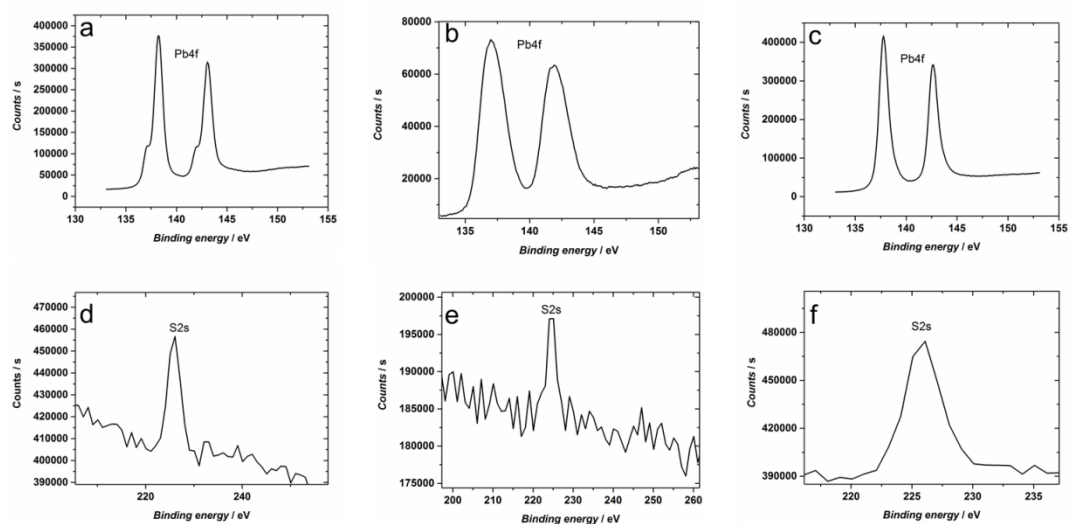 a
Pb4f
Counts / s
400000
350000
300000
250000
200000
150000
100000
50000
0
130 135 140 145 150 155
Binding energy / eV
b
Pb4f
Counts / s
80000
60000
40000
20000
135 140 145 150
Binding energy / eV
c
Pb4f
Counts / s
400000
300000
200000
100000
0
130 135 140 145 150 155
Binding energy / eV
d
S2s
Counts / s
470000
460000
450000
440000
430000
420000
410000
400000
390000
220 240
Binding energy / eV
e
S2s
Counts / s
200000
195000
190000
185000
180000
175000
200 210 220 230 240 250 260
Binding energy / eV
f
S2s
Counts / s
480000
450000
420000
390000
220 225 230 235
Binding energy / eV